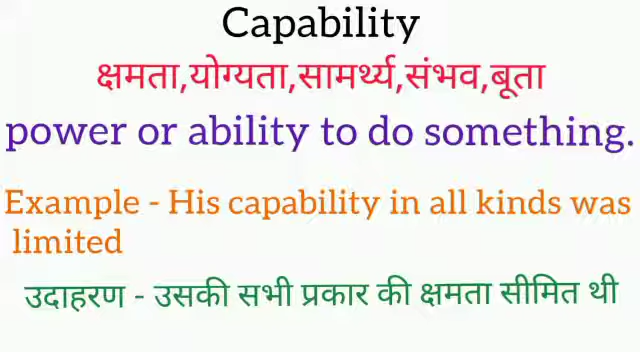 Capability
क्षमता,योग्यता,सामर्थ्य,संभव,बूता
power or ability to do something.
Example - His capability in all kinds was
limited
उदाहरण - उसकी सभी प्रकार की क्षमता सीमित थी